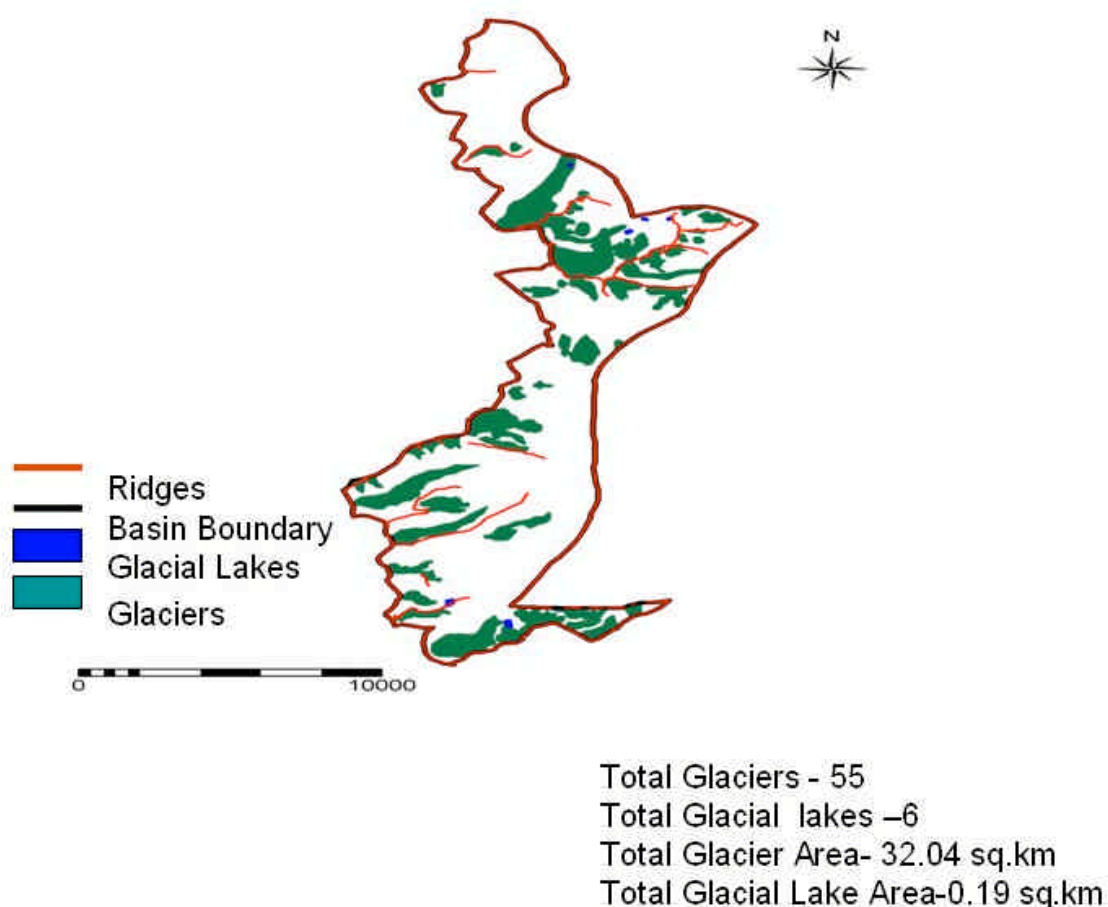 N
Ridges
Basin Boundary
Glacial Lakes
Glaciers
0 10000
Total Glaciers - 55
Total Glacial lakes –6
Total Glacier Area- 32.04 sq.km
Total Glacial Lake Area-0.19 sq.km